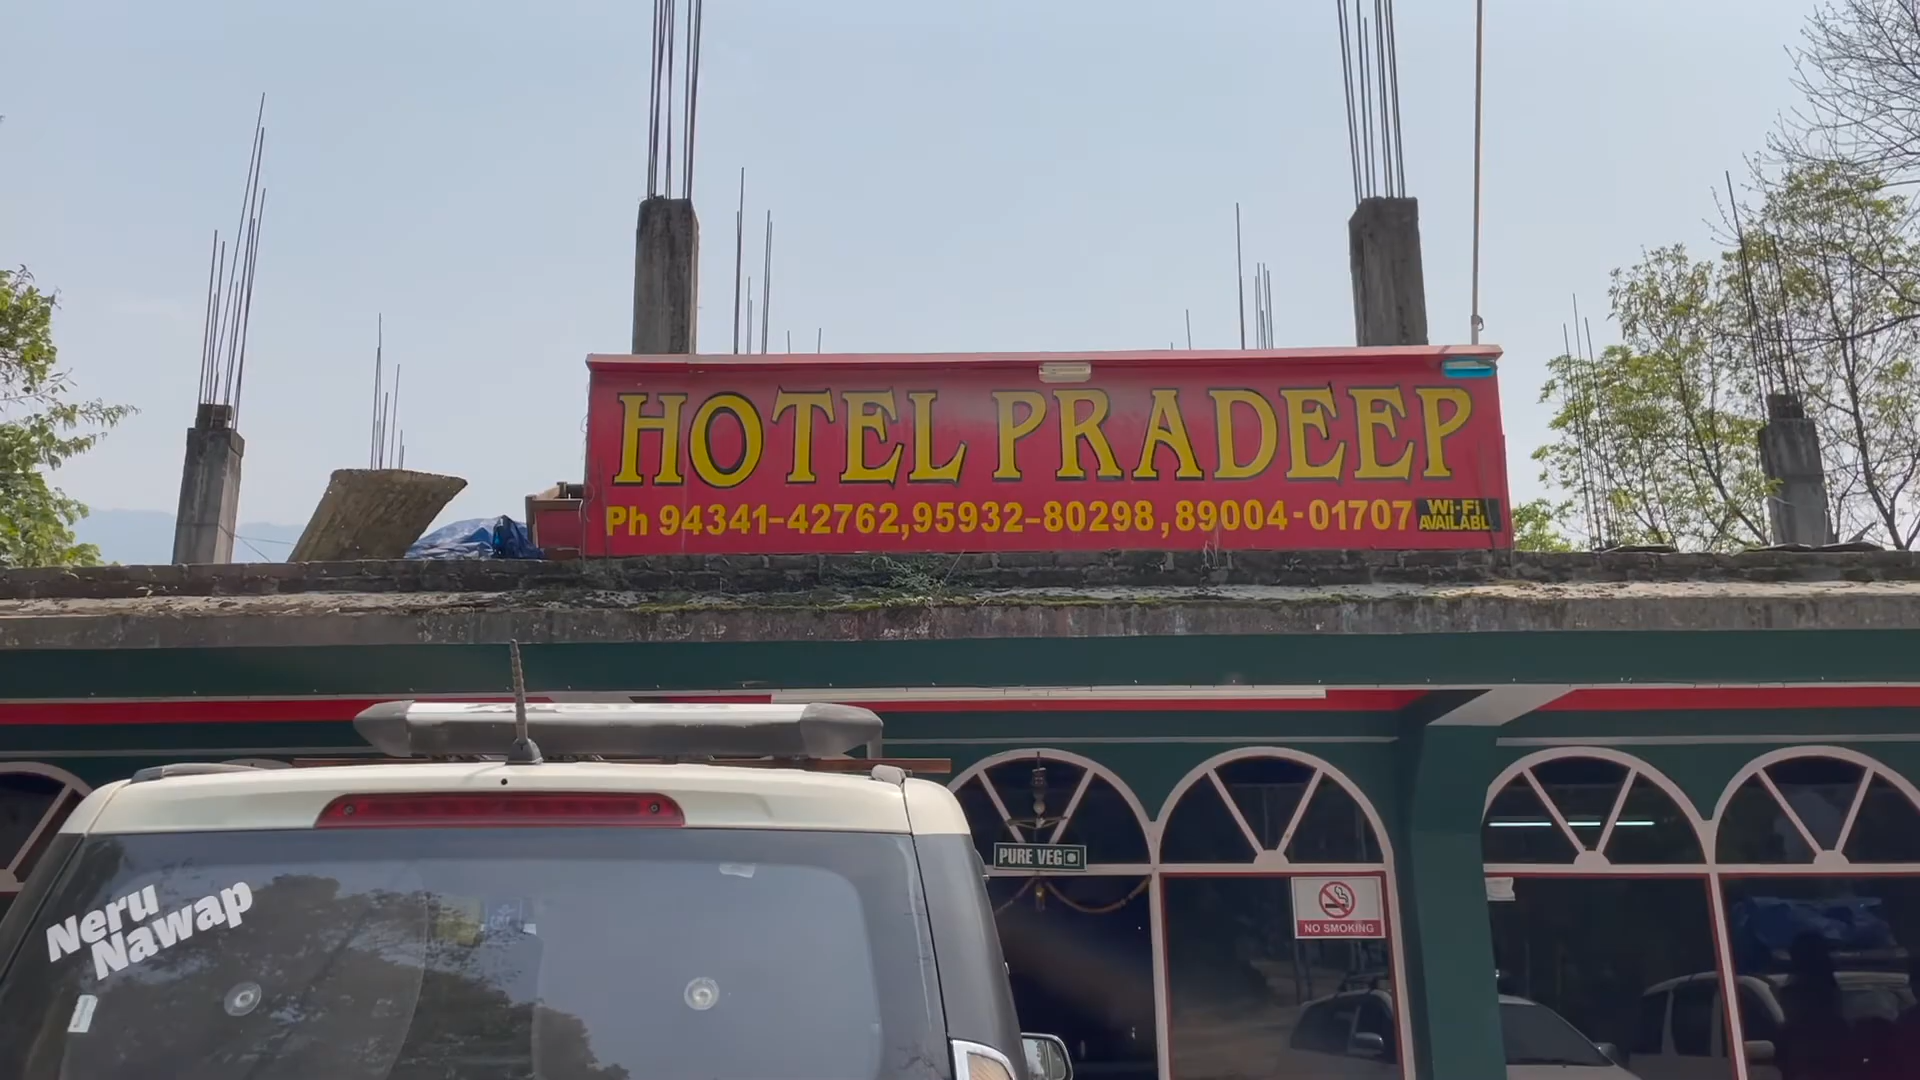 HOTEL PRADEEP
Ph 94341-42762,95932-80298,89004-01707
Wi-Fi
AVAILABL
PURE VEG
NO SMOKING
Neru
Nawap